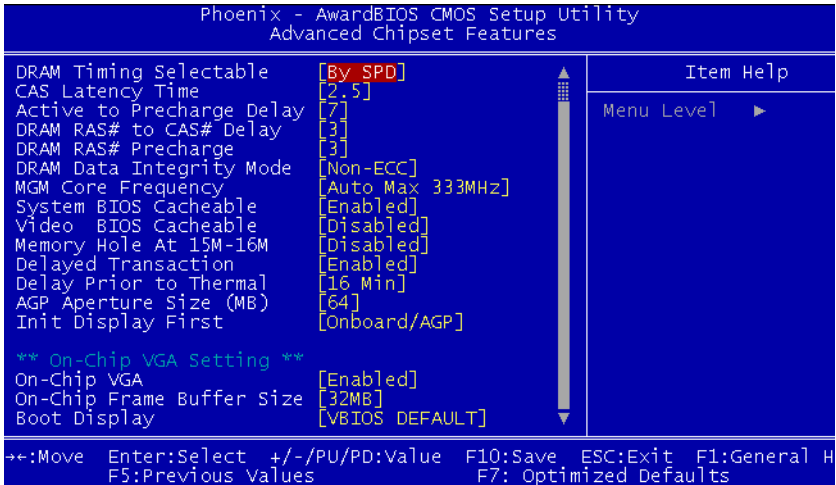 Phoenix - AwardBIOS CMOS Setup Utility
Advanced Chipset Features
DRAM Timing Selectable [By SPD]
CAS Latency Time [2.5]
Active to Precharge Delay [7]
DRAM RAS# to CAS# Delay [3]
DRAM RAS# Precharge [3]
DRAM Data Integrity Mode [Non-ECC]
MGM Core Frequency [Auto Max 333MHz]
System BIOS Cacheable [Enabled]
Video BIOS Cacheable [Disabled]
Memory Hole At 15M-16M [Disabled]
Delayed Transaction [Enabled]
Delay Prior to Thermal [16 Min]
AGP Aperture Size (MB) [64]
Init Display First [Onboard/AGP]
** On-Chip VGA Setting **
On-Chip VGA [Enabled]
On-Chip Frame Buffer Size [32MB]
Boot Display [VBIOS DEFAULT]
Item Help
Menu Level ►
→←:Move Enter:Select +/-/PU/PD:Value F10:Save ESC:Exit F1:General H
F5:Previous Values F7: Optimized Defaults